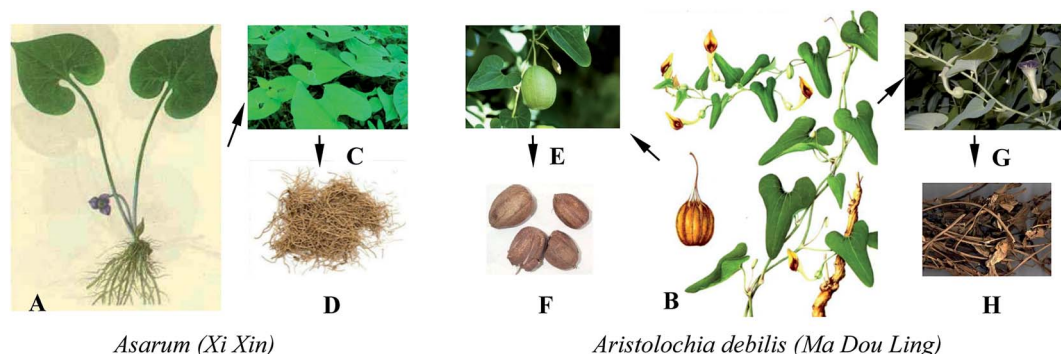 C
E
G
A
D
F
B
H
Asarum (Xi Xin)
Aristolochia debilis (Ma Dou Ling)